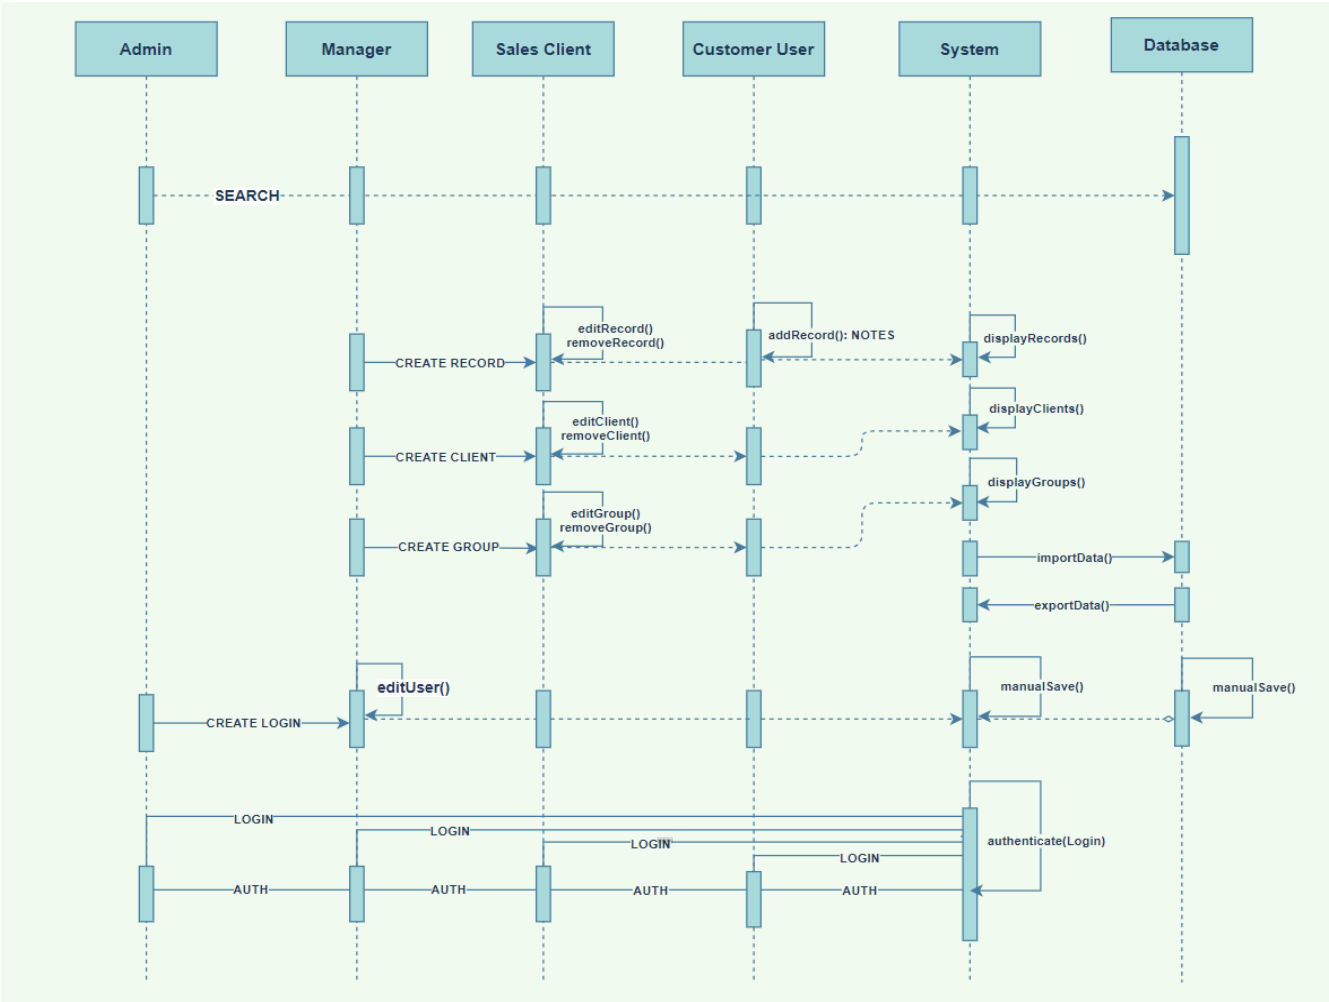 Admin
Manager
Sales Client
Customer User
System
Database
SEARCH
editRecord()
removeRecord()
addRecord(): NOTES
displayRecords()
CREATE RECORD
editClient()
removeClient()
displayClients()
CREATE CLIENT
displayGroups()
editGroup()
removeGroup()
CREATE GROUP
importData()
exportData()
editUser()
manualSave()
manualSave()
CREATE LOGIN
LOGIN
LOGIN
LOGIN
LOGIN
authenticate(Login)
AUTH
AUTH
AUTH
AUTH